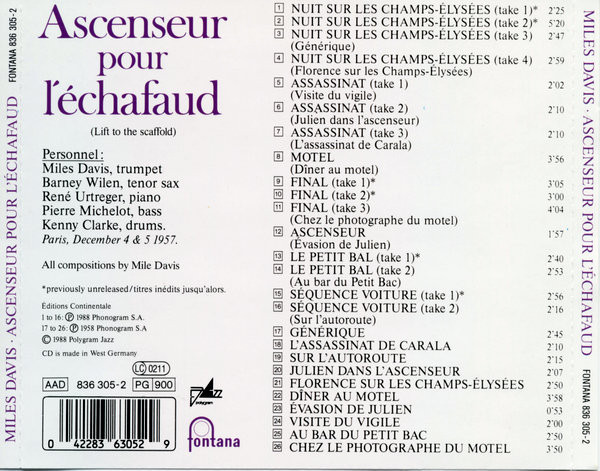 MILES DAVIS · ASCENSEUR POUR L'ÉCHAFAUD FONTANA 836 305-2
Ascenseur
pour
l'échafaud
(Lift to the scaffold)
Personnel:
Miles Davis, trumpet
Barney Wilen, tenor sax
René Urtreger, piano
Pierre Michelot, bass
Kenny Clarke, drums.
Paris, December 4 & 5 1957.
All compositions by Mile Davis
*previously unreleased/titres inédits jusqu'alors.
Éditions Continentale
1 to 16: Ⓟ 1988 Phonogram S.A.
17 to 26: Ⓟ 1958 Phonogram S.A
©1988 Polygram Jazz
CD is made in West Germany
LC 0211
AAD 836 305-2 PG 900
0 42283 63052 9
JAZZ
polygram
fontana
1 NUIT SUR LES CHAMPS-ÉLYSÉES (take 1)* 2'25
2 NUIT SUR LES CHAMPS-ÉLYSÉES (take 2)* 5'20
3 NUIT SUR LES CHAMPS-ÉLYSÉES (take 3) 2'47
(Générique)
4 NUIT SUR LES CHAMPS-ÉLYSÉES (take 4) 2'59
(Florence sur les Champs-Elysées)
5 ASSASSINAT (take 1) 2'02
(Visite du vigile)
6 ASSASSINAT (take 2) 2'10
(Julien dans l'ascenseur)
7 ASSASSINAT (take 3) 2'10
(L'assassinat de Carala)
8 MOTEL 3'56
(Dîner au motel)
9 FINAL (take 1)* 3'05
10 FINAL (take 2)* 3'00
11 FINAL (take 3) 4'04
(Chez le photographe du motel)
12 ASCENSEUR 1'57
(Évasion de Julien)
13 LE PETIT BAL (take 1)* 2'40
14 LE PETIT BAL (take 2) 2'53
(Au bar du Petit Bac)
15 SÉQUENCE VOITURE (take 1)* 2'56
16 SÉQUENCE VOITURE (take 2) 2'16
(Sur l'autoroute)
17 GÉNÉRIQUE 2'45
18 L'ASSASSINAT DE CARALA 2'10
19 SUR L'AUTOROUTE 2'15
20 JULIEN DANS L'ASCENSEUR 2'07
21 FLORENCE SUR LES CHAMPS-ÉLYSÉES 2'50
22 DÎNER AU MOTEL 3'58
23 ÉVASION DE JULIEN 0'53
24 VISITE DU VIGILE 2'00
25 AU BAR DU PETIT BAC 2'50
26 CHEZ LE PHOTOGRAPHE DU MOTEL 3'50
MILES DAVIS · ASCENSEUR POUR L'ÉCHAFAUD FONTANA 836 305-2